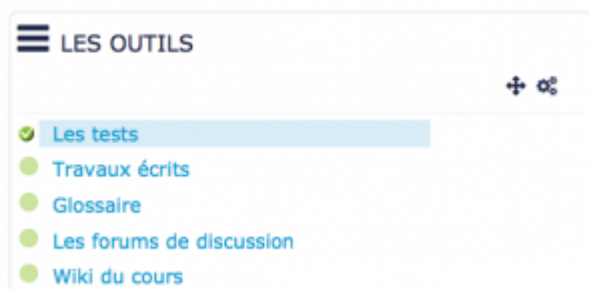 LES OUTILS
Les tests
Travaux écrits
Glossaire
Les forums de discussion
Wiki du cours